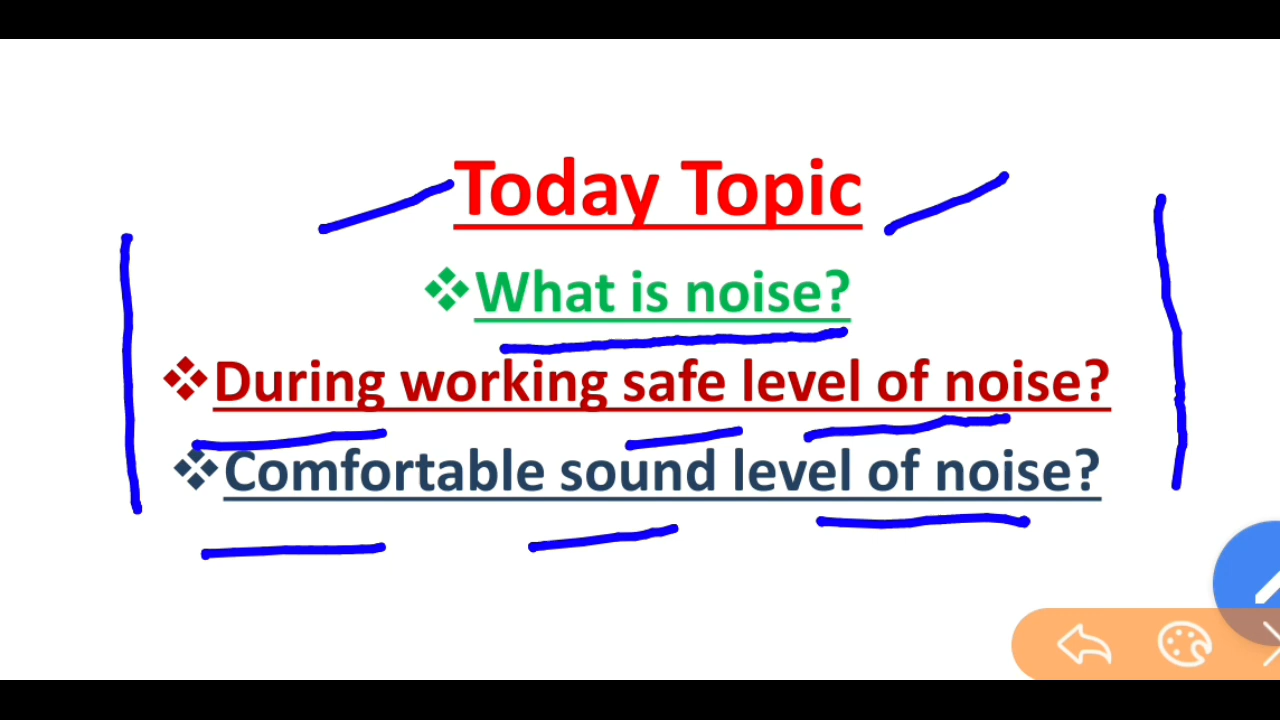 Today Topic
❖What is noise?
❖During working safe level of noise?
❖Comfortable sound level of noise?